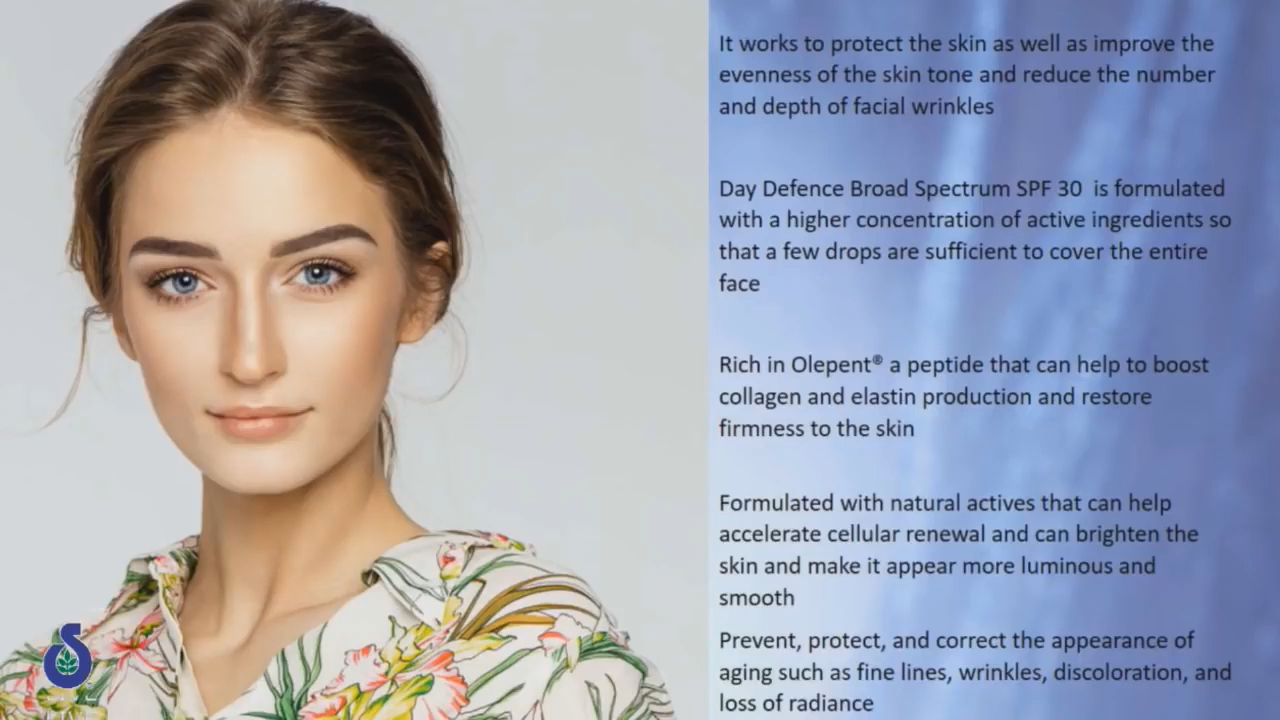 It works to protect the skin as well as improve the
evenness of the skin tone and reduce the number
and depth of facial wrinkles
Day Defence Broad Spectrum SPF 30  is formulated
with a higher concentration of active ingredients so
that a few drops are sufficient to cover the entire
face
Rich in Olepent® a peptide that can help to boost
collagen and elastin production and restore
firmness to the skin
Formulated with natural actives that can help
accelerate cellular renewal and can brighten the
skin and make it appear more luminous and
smooth
Prevent, protect, and correct the appearance of
aging such as fine lines, wrinkles, discoloration, and
loss of radiance